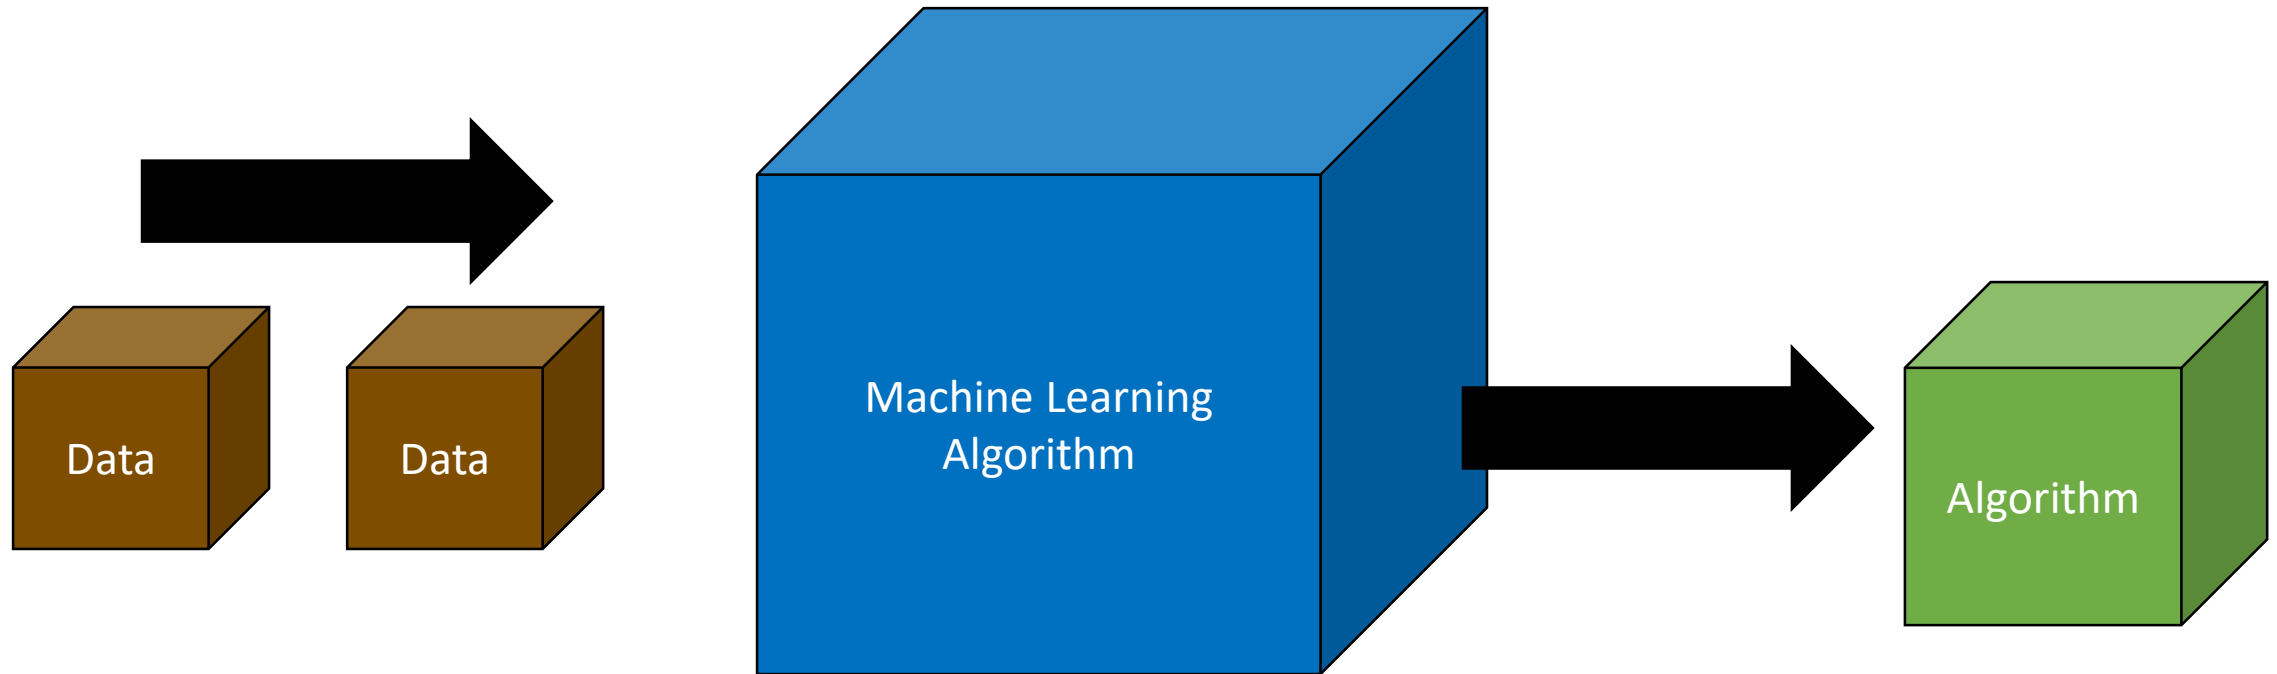 Data
Data
Machine Learning
Algorithm
Algorithm